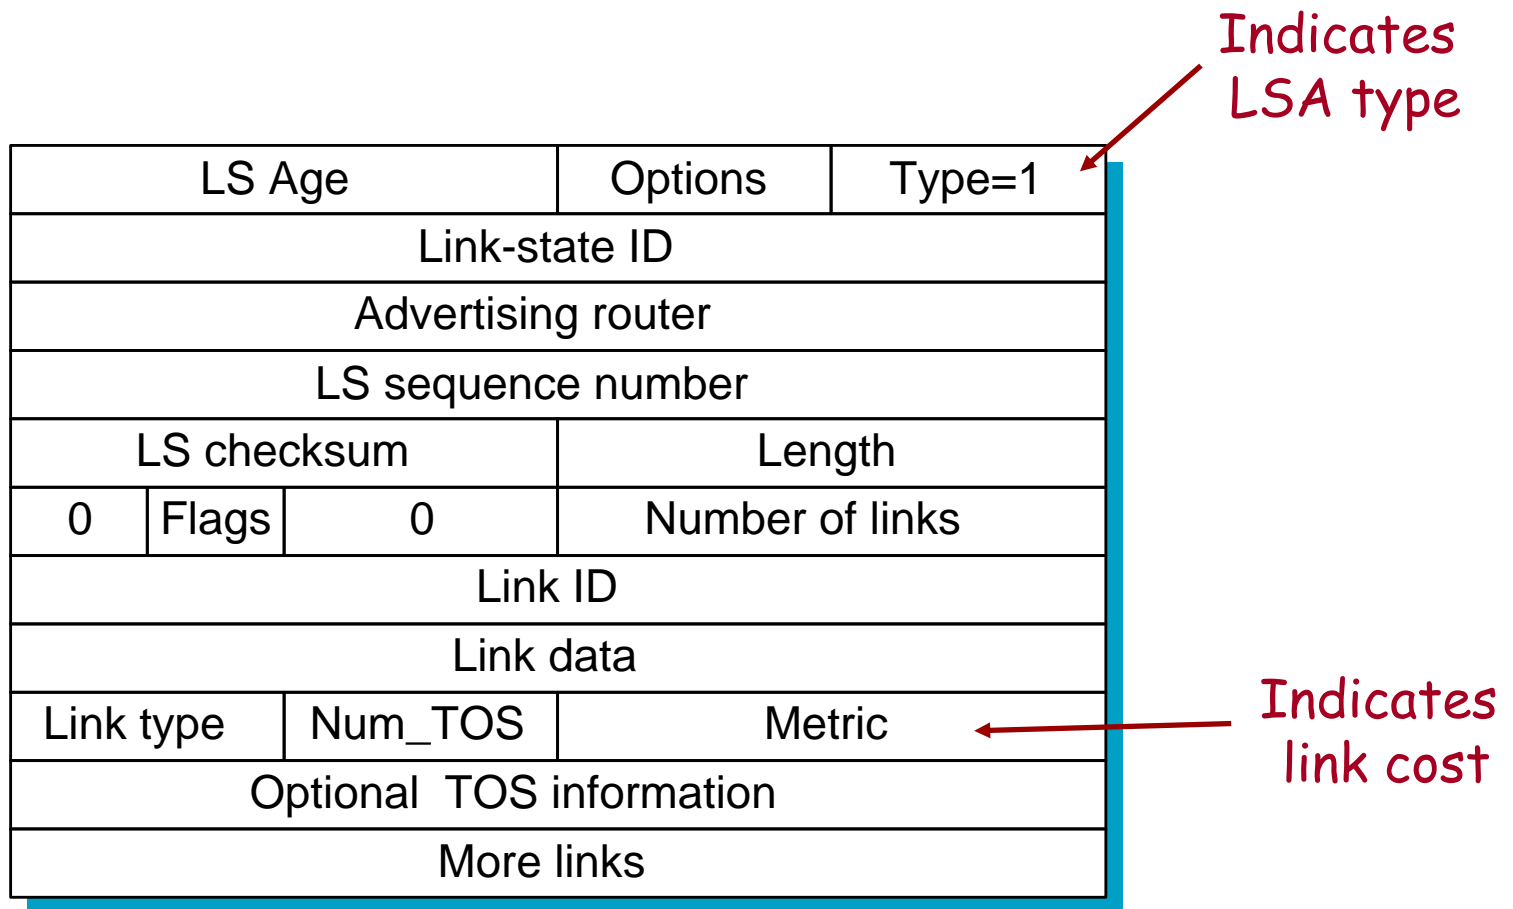 Indicates
LSA type
LS Age Options Type=1
Link-state ID
Advertising router
LS sequence number
LS checksum Length
0 Flags 0 Number of links
Link ID
Link data
Link type Num_TOS Metric
Indicates
link cost
Optional TOS information
More links